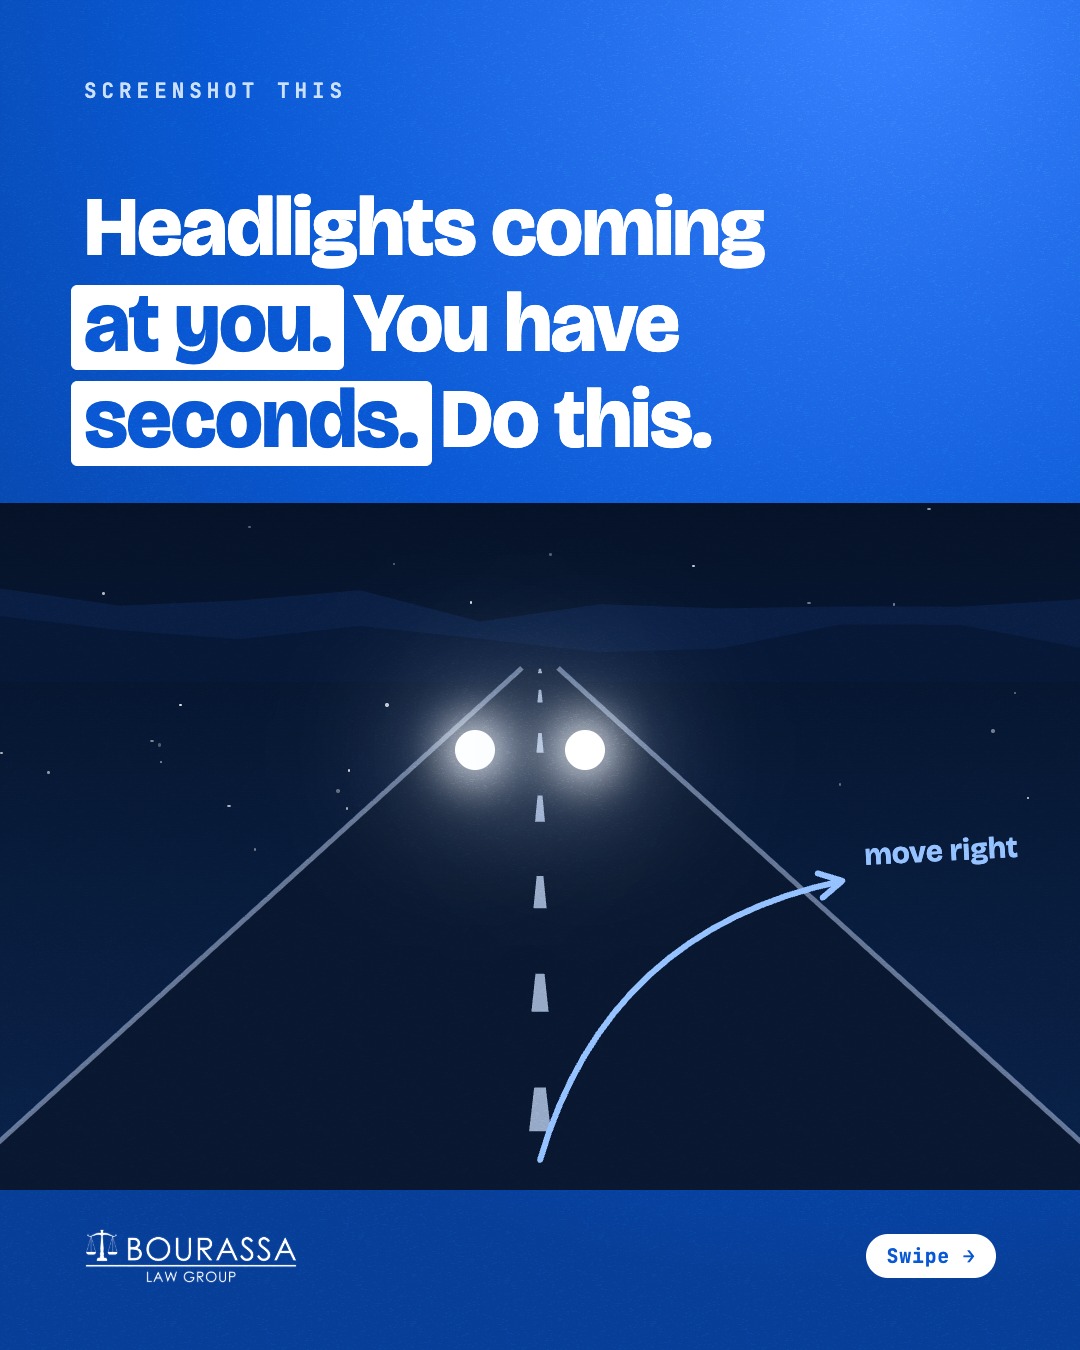 SCREENSHOT THIS
Headlights coming
at you. You have
seconds. Do this.
move right
BOURASSA
LAW GROUP
Swipe →